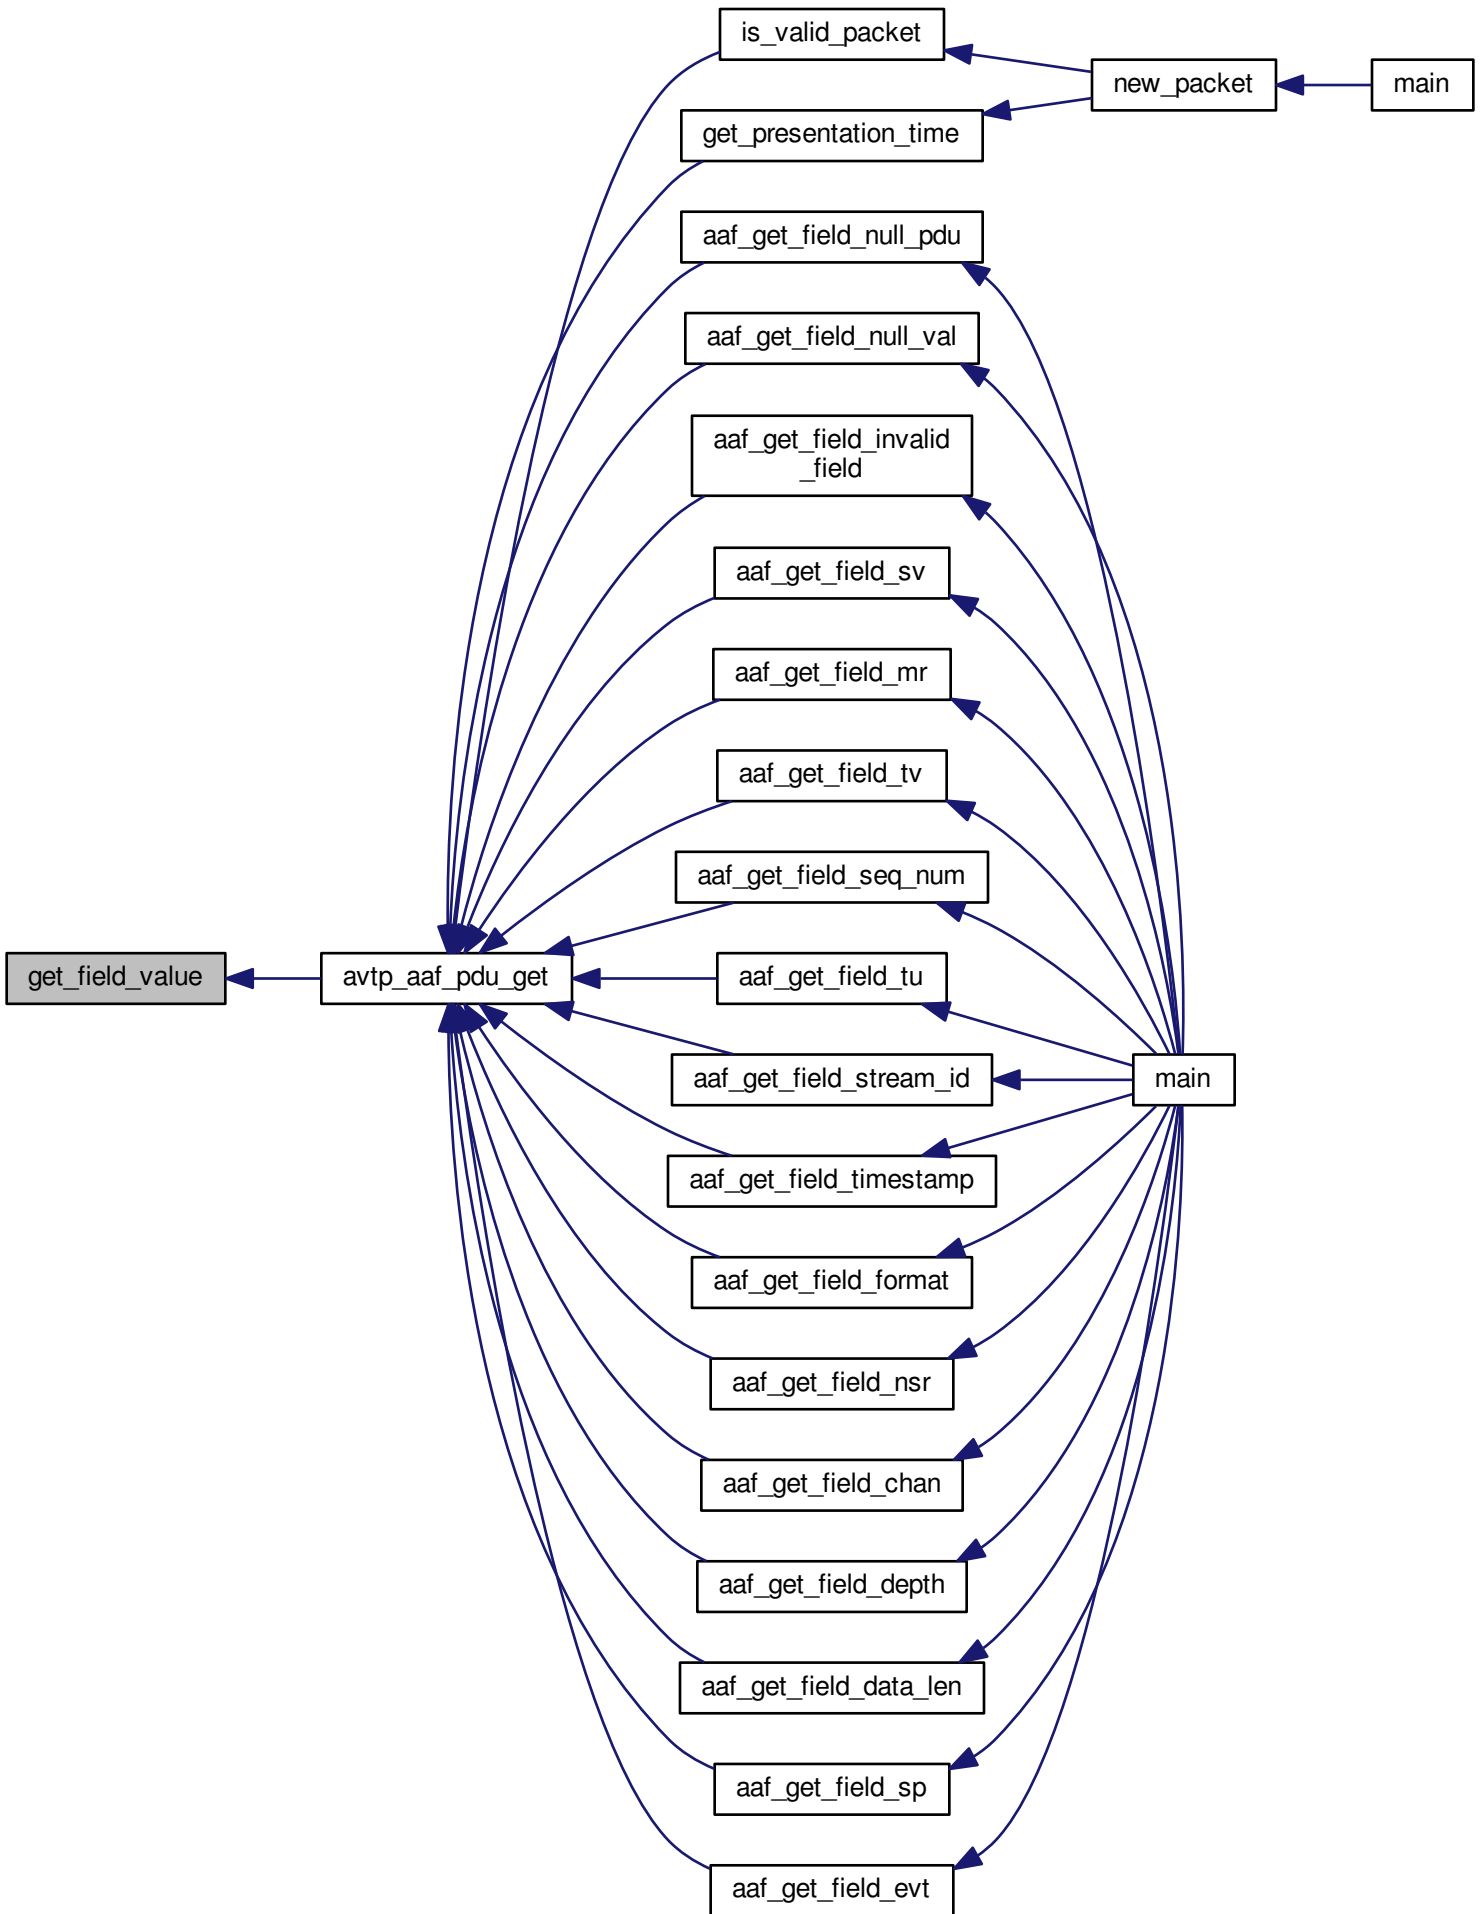 is_valid_packet
new_packet
main
get_presentation_time
aaf_get_field_null_pdu
aaf_get_field_null_val
aaf_get_field_invalid
_field
aaf_get_field_sv
aaf_get_field_mr
aaf_get_field_tv
aaf_get_field_seq_num
get_field_value
avtp_aaf_pdu_get
aaf_get_field_tu
aaf_get_field_stream_id
main
aaf_get_field_timestamp
aaf_get_field_format
aaf_get_field_nsr
aaf_get_field_chan
aaf_get_field_depth
aaf_get_field_data_len
aaf_get_field_sp
aaf_get_field_evt